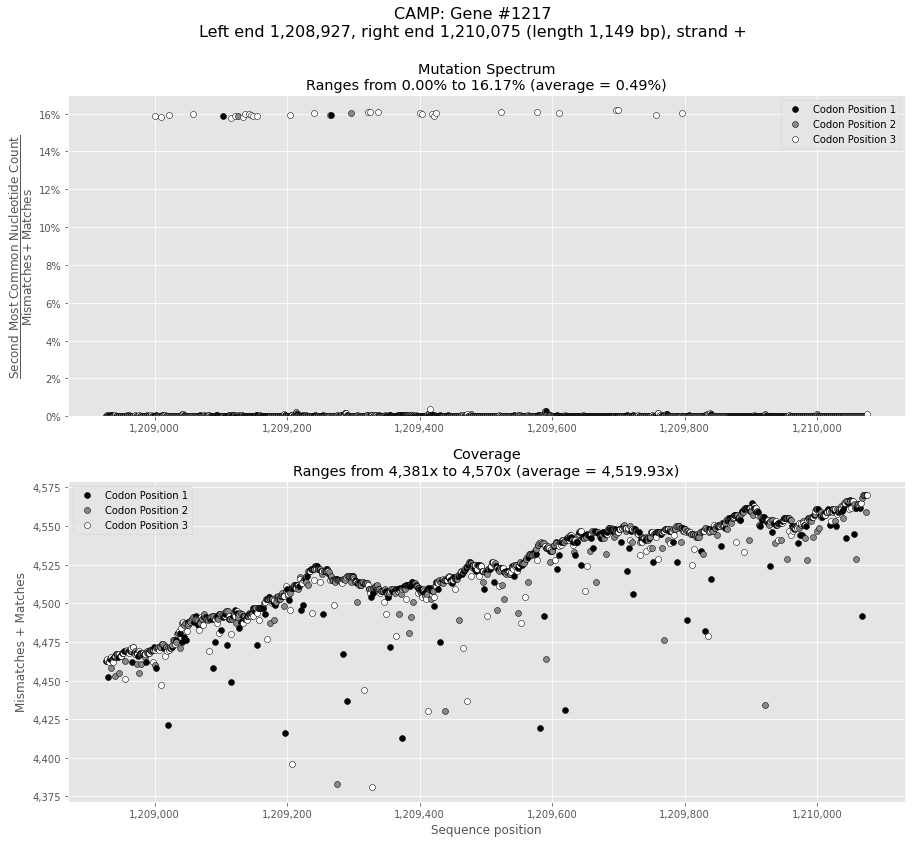 CAMP: Gene #1217
Left end 1,208,927, right end 1,210,075 (length 1,149 bp), strand +
Mutation Spectrum
Ranges from 0.00% to 16.17% (average = 0.49%)
Second Most Common Nucleotide Count
Mismatches + Matches
16%
14%
12%
10%
8%
6%
4%
2%
0%
Codon Position 1
Codon Position 2
Codon Position 3
1,209,000
1,209,200
1,209,400
1,209,600
1,209,800
1,210,000
Coverage
Ranges from 4,381x to 4,570x (average = 4,519.93x)
Mismatches + Matches
4,575
4,550
4,525
4,500
4,475
4,450
4,425
4,400
4,375
Codon Position 1
Codon Position 2
Codon Position 3
1,209,000
1,209,200
1,209,400
1,209,600
1,209,800
1,210,000
Sequence position